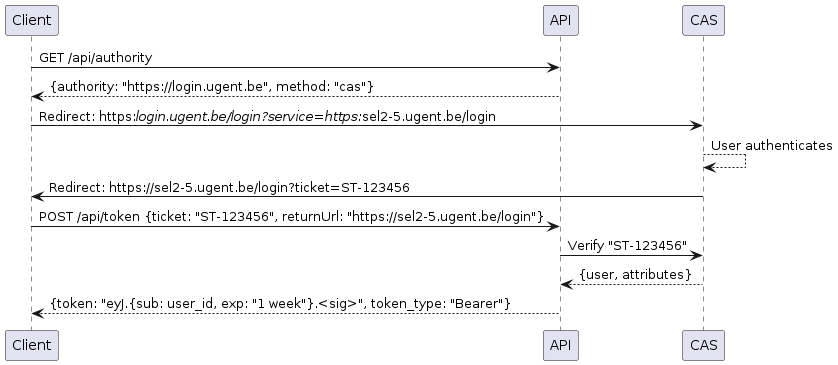 Client API CAS
GET /api/authority
{authority: "https://login.ugent.be", method: "cas"}
Redirect: https:login.ugent.be/login?service=https:sel2-5.ugent.be/login
User authenticates
Redirect: https://sel2-5.ugent.be/login?ticket=ST-123456
POST /api/token {ticket: "ST-123456", returnUrl: "https://sel2-5.ugent.be/login"}
Verify "ST-123456"
{user, attributes}
{token: "eyJ.{sub: user_id, exp: "1 week"}.<sig>", token_type: "Bearer"}
Client API CAS